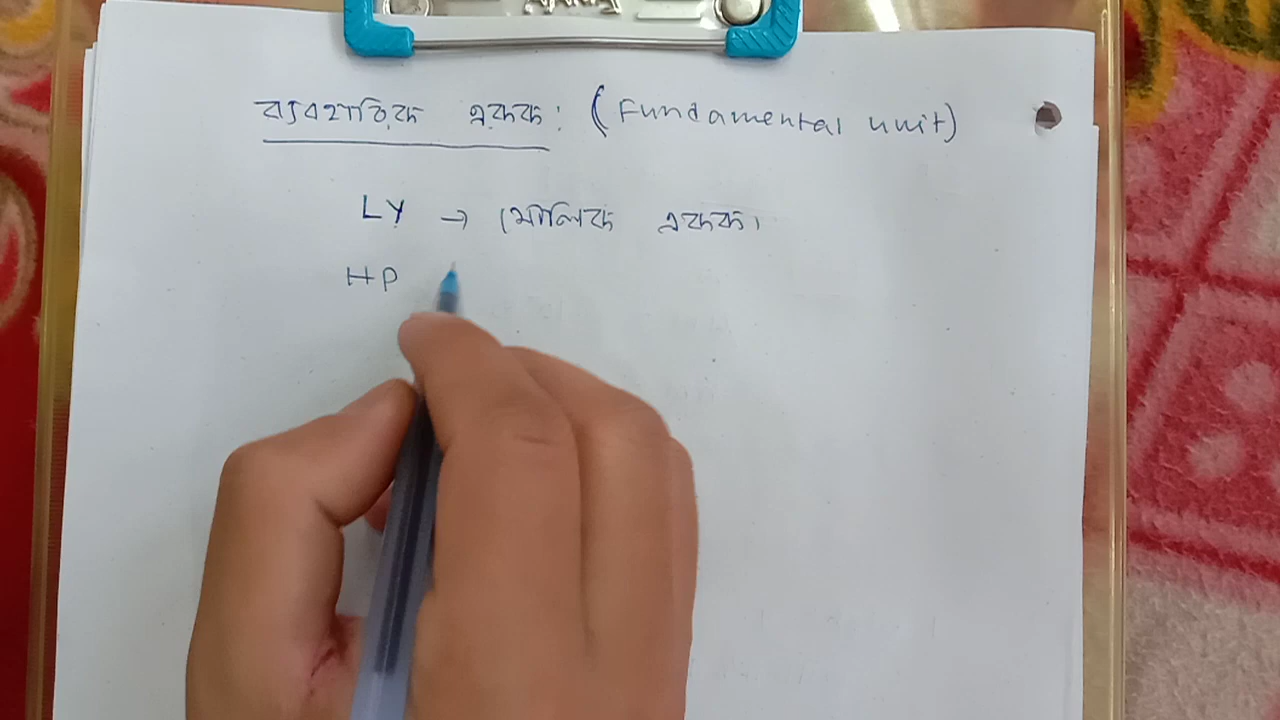 ব্যবহারিক একক: (Fundamental unit)
LY → মৌলিক একক।
HP